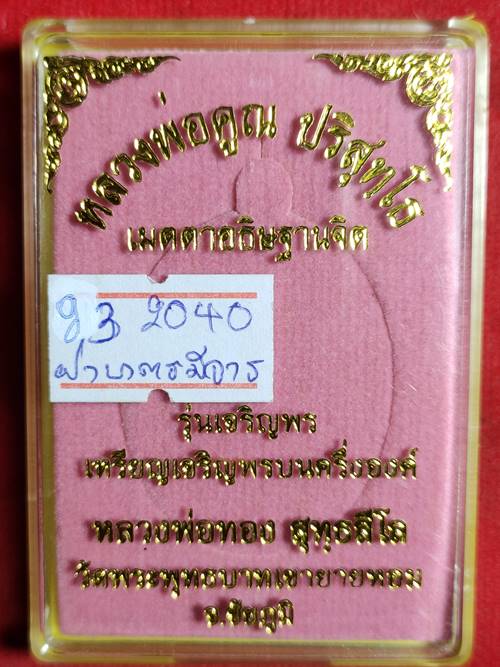 หลวงพ่อคูณ ปริสุทโธ
เมตตาอธิษฐานจิต
93 2040
ฝาบาตรมีจาร
รุ่นเจริญพร
เหรียญเจริญพรบนครึ่งองค์
หลวงพ่อทอง สุทธสีโล
วัดพระพุทธบาทเขายายหอม
จ.ชัยภูมิ